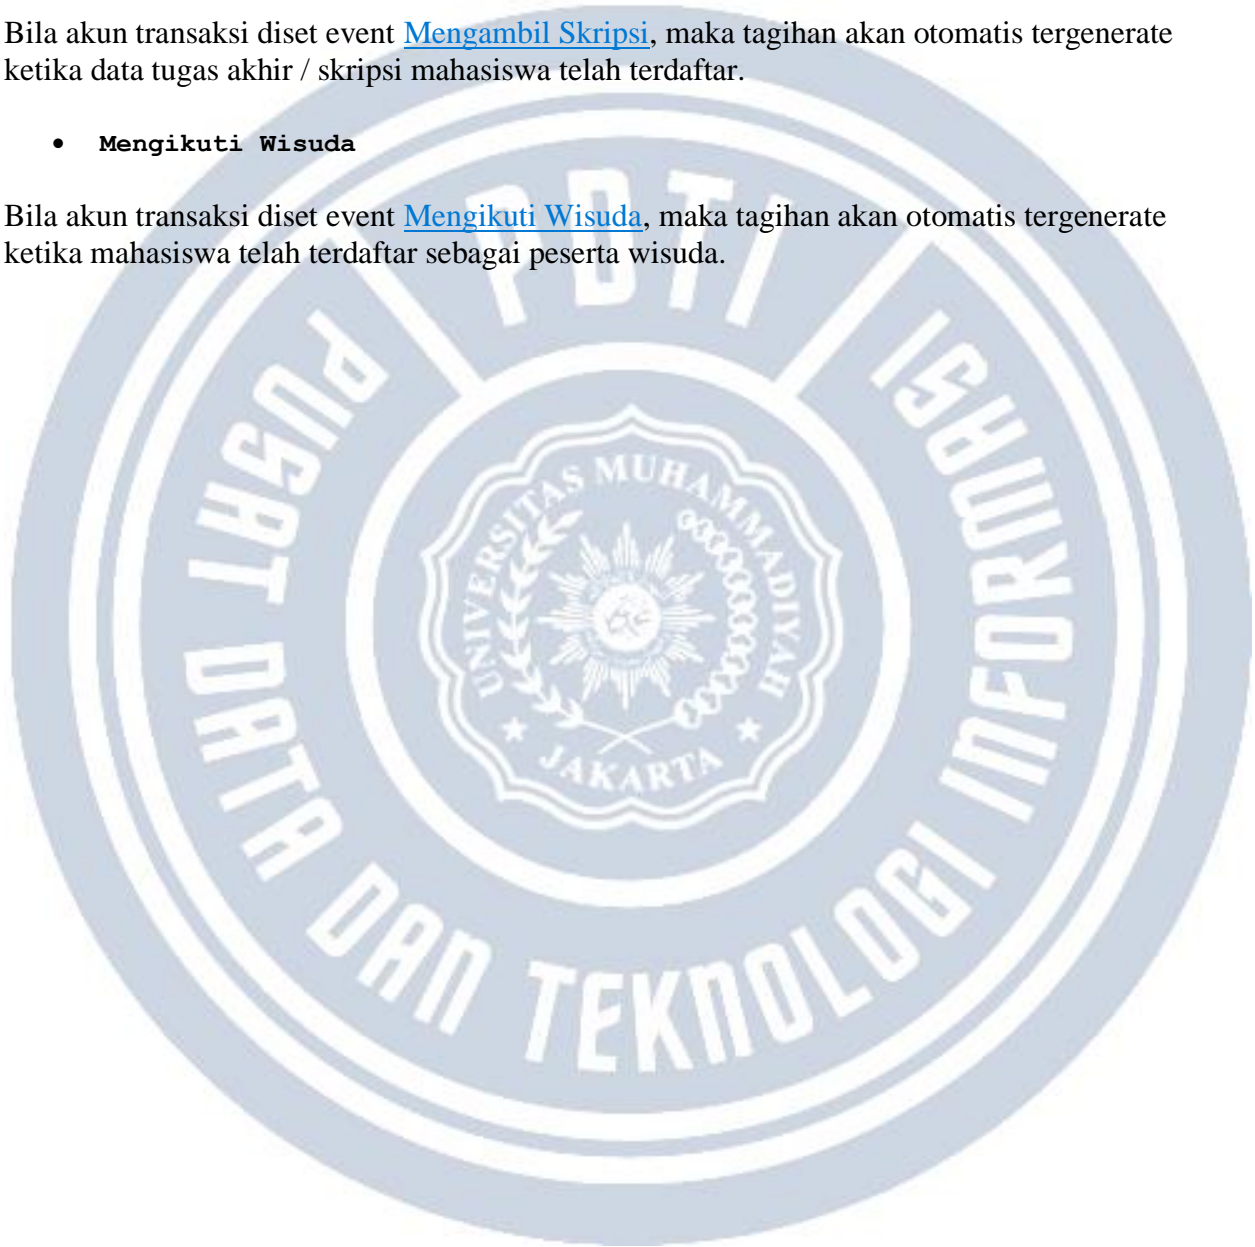 Bila akun transaksi diset event Mengambil Skripsi, maka tagihan akan otomatis tergenerate
ketika data tugas akhir / skripsi mahasiswa telah terdaftar.
• Mengikuti Wisuda
Bila akun transaksi diset event Mengikuti Wisuda, maka tagihan akan otomatis tergenerate
ketika mahasiswa telah terdaftar sebagai peserta wisuda.
PDTI
PUSAT DATA DAN TEKNOLOGI INFORMASI
UNIVERSITAS MUHAMMADIYAH
JAKARTA